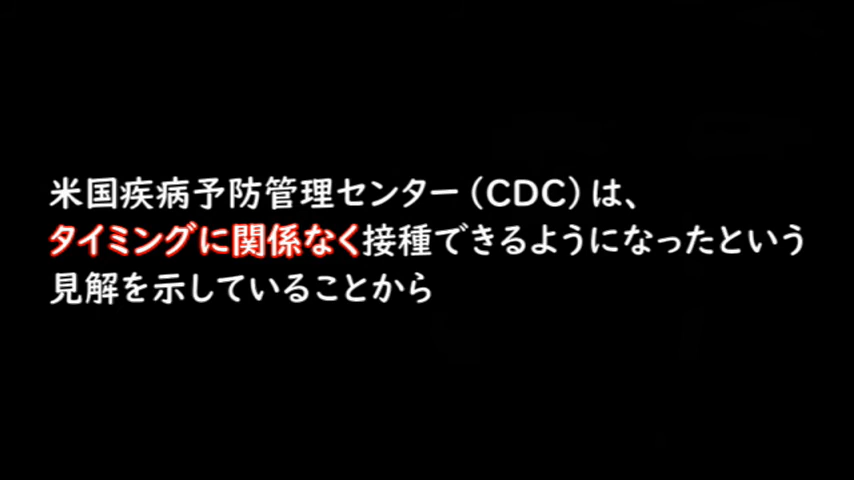 米国疾病予防管理センター（CDC）は、
タイミングに関係なく接種できるようになったという
見解を示していることから